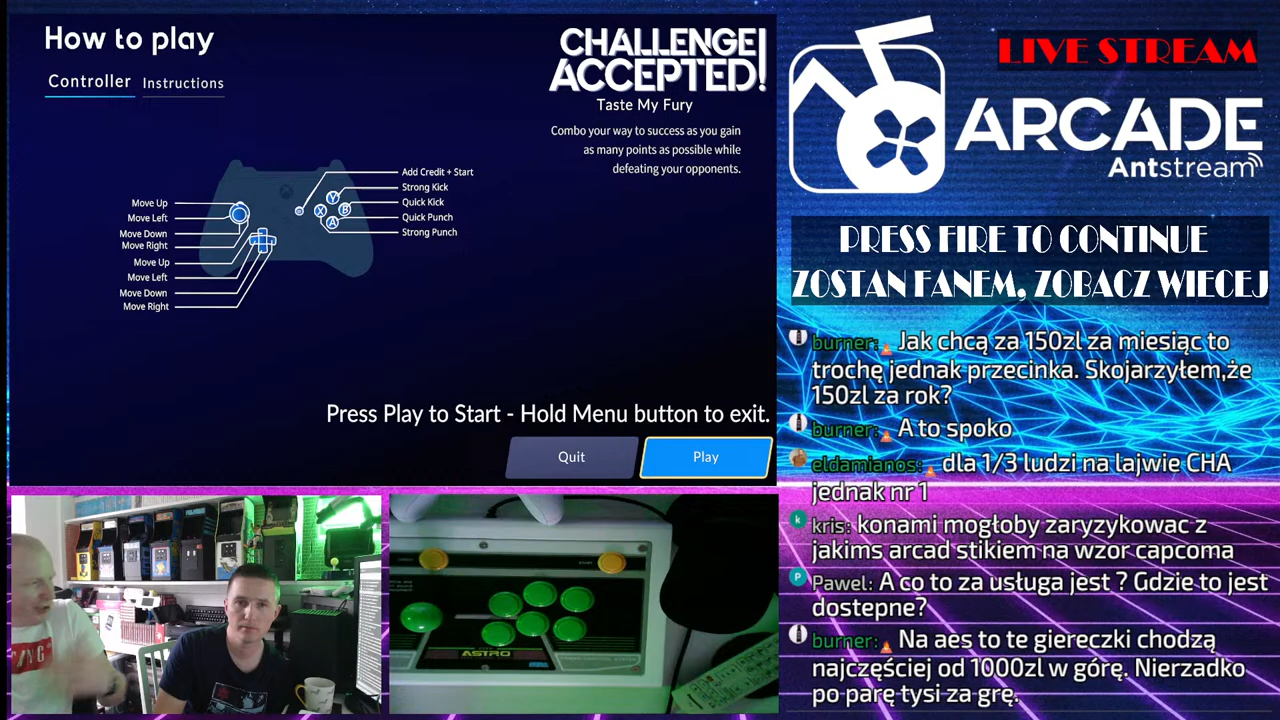 How to play
Controller Instructions
CHALLENGE
ACCEPTED!
Taste My Fury
Combo your way to success as you gain
as many points as possible while
defeating your opponents.
Move Up
Move Left
Move Down
Move Right
Move Up
Move Left
Move Down
Move Right
Y
X
B
A
Add Credit + Start
Strong Kick
Quick Kick
Quick Punch
Strong Punch
Press Play to Start - Hold Menu button to exit.
Quit
Play
LIVE STREAM
ARCADE
Antstream
PRESS FIRE TO CONTINUE
ZOSTAN FANEM, ZOBACZ WIECEJ
burner: Jak chcą za 150zl za miesiąc to
trochę jednak przecinka. Skojarzyłem,że
150zl za rok?
burner: A to spoko
eldamianos: dla 1/3 ludzi na lajwie CHA
jednak nr 1
k kris: konami mogłoby zaryzykowac z
jakims arcad stikiem na wzor capcoma
P Pawel: A co to za usługa jest ? Gdzie to jest
dostepne?
burner: Na aes to te giereczki chodzą
najczęściej od 1000zl w górę. Nierzadko
po parę tysi za grę.
ASTRO